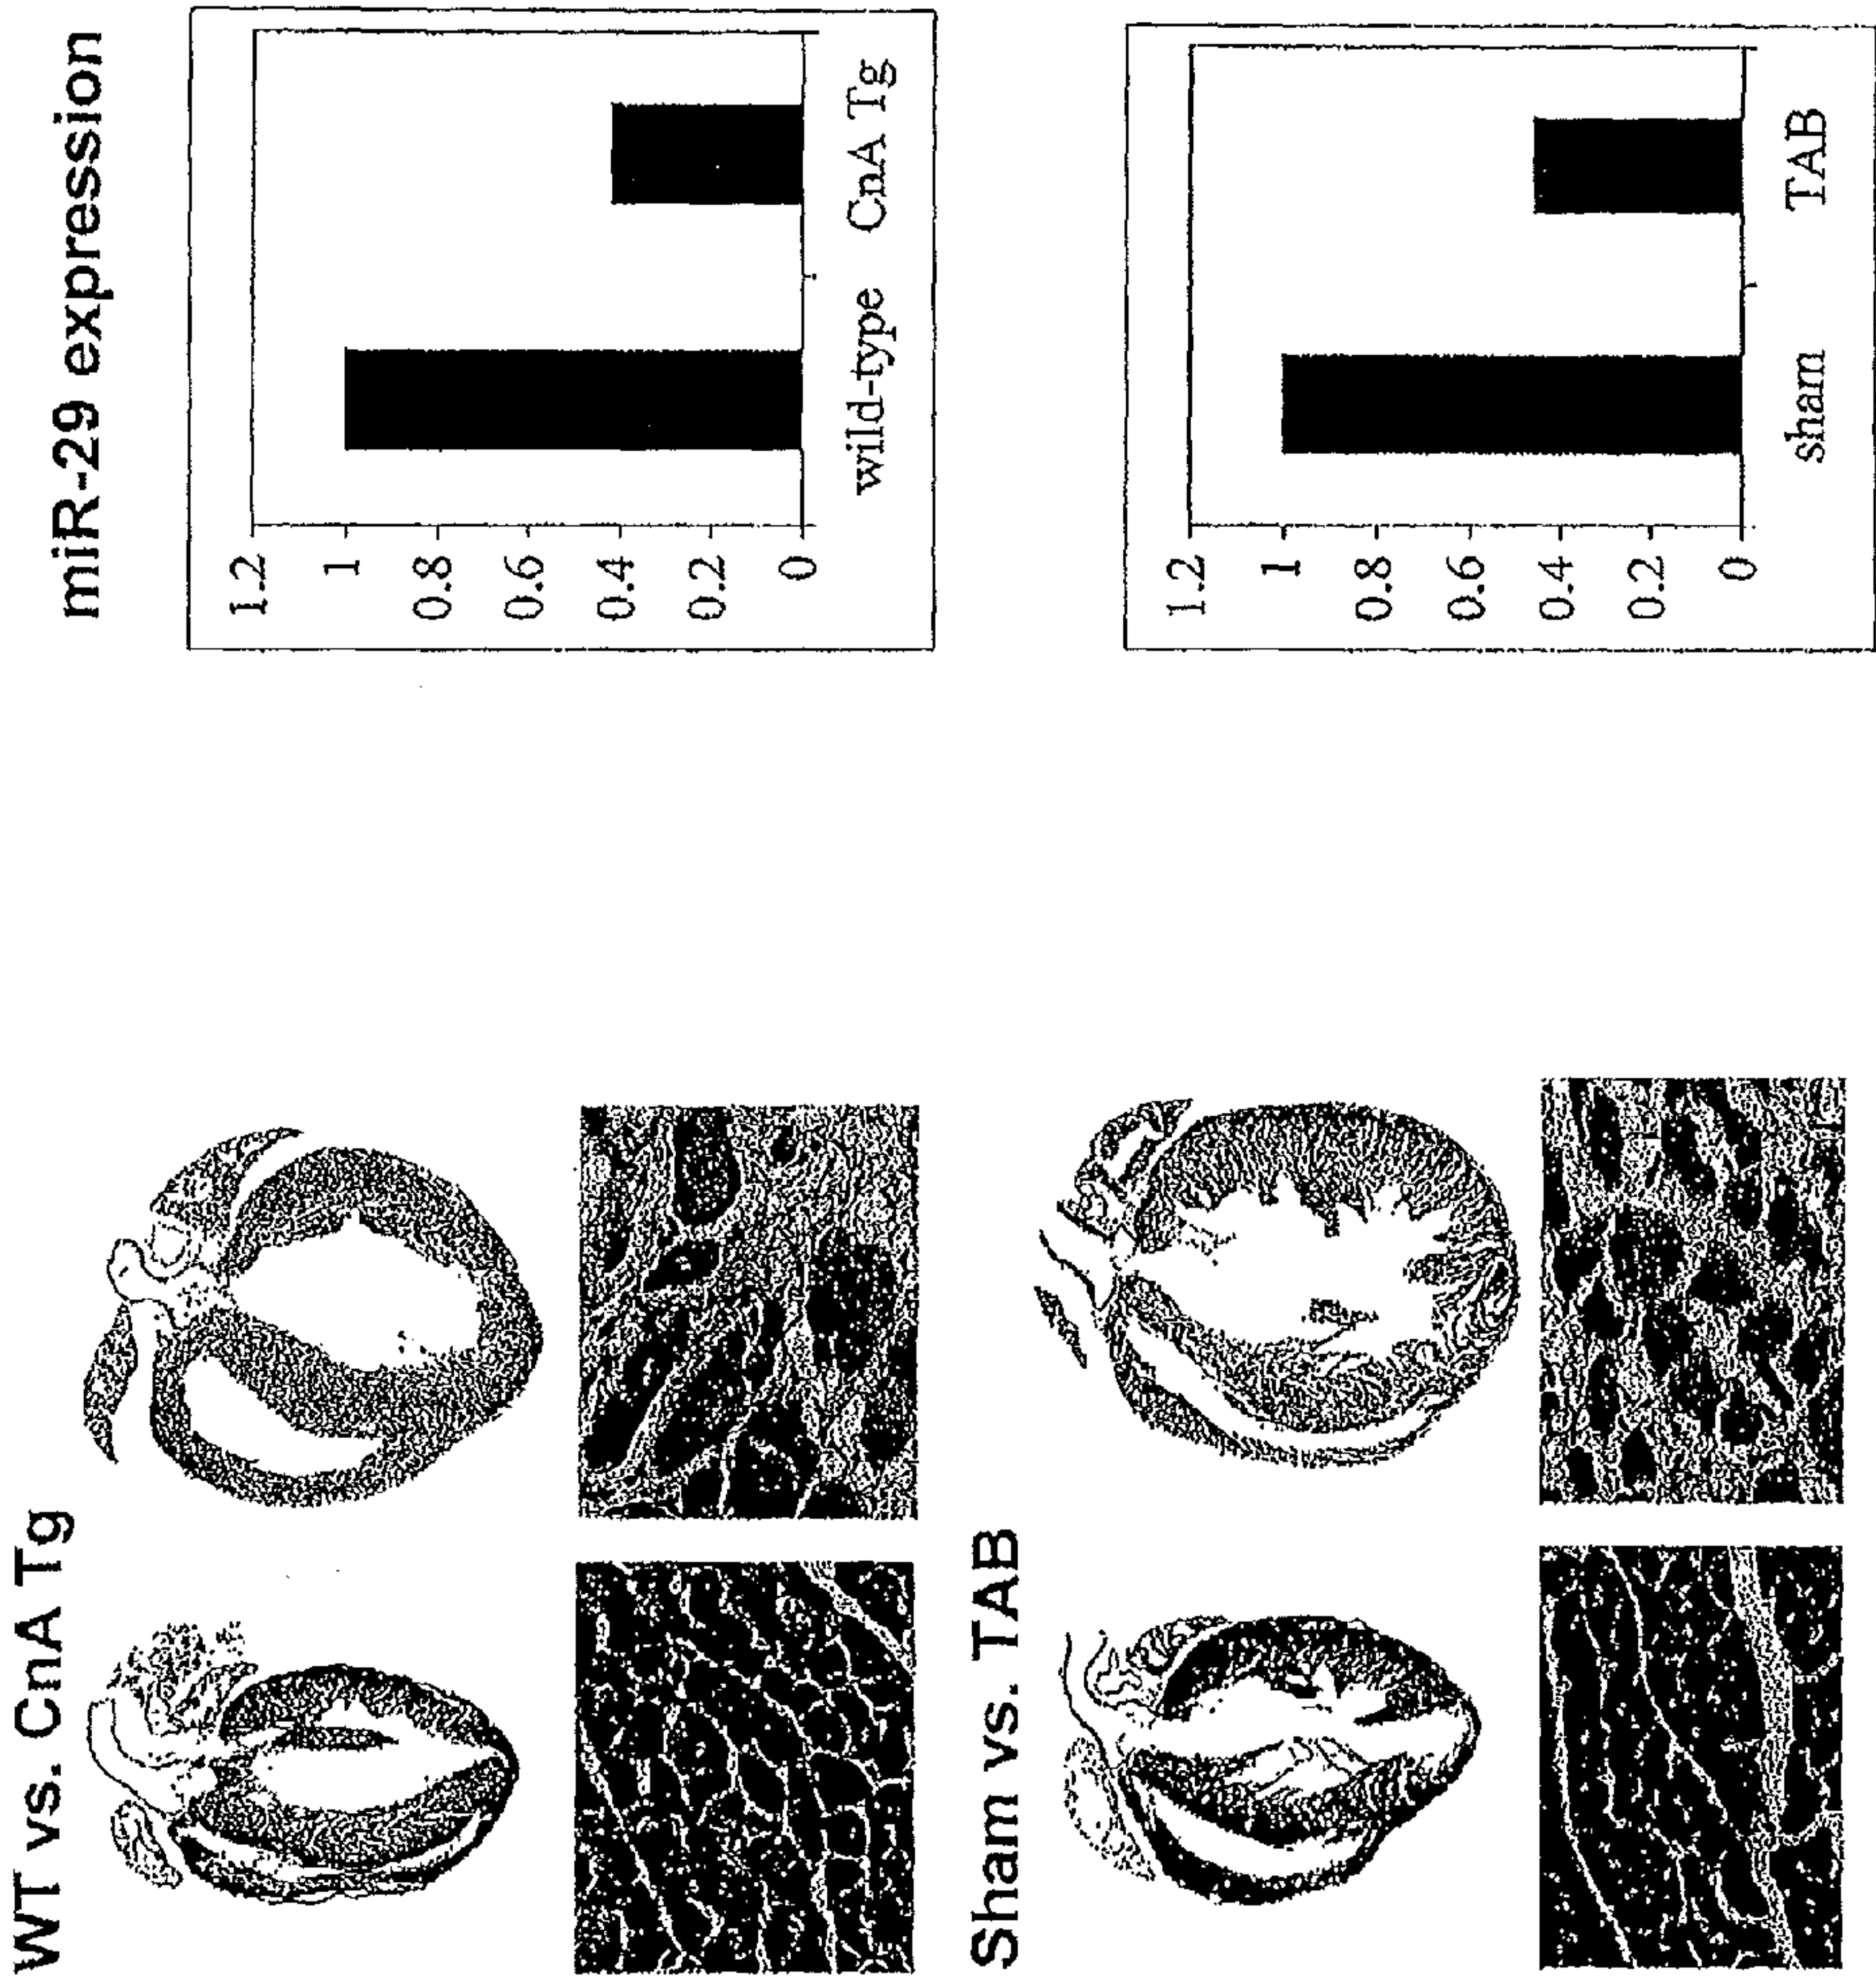 WT vs. CnA Tg
miR-29 expression
1.2
1
0.8
0.6
0.4
0.2
0
wild-type CnA Tg
Sham vs. TAB
1.2
1
0.8
0.6
0.4
0.2
0
sham TAB